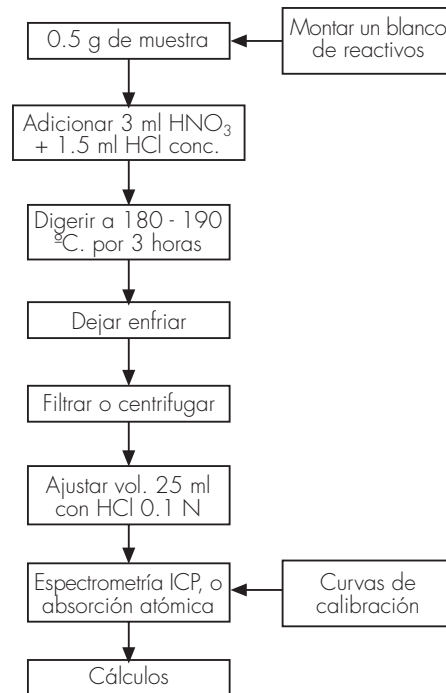 0.5 g de muestra
Montar un blanco
de reactivos
Adicionar 3 ml HNO₃
+ 1.5 ml HCl conc.
Digerir a 180 - 190
ºC. por 3 horas
Dejar enfriar
Filtrar o centrifugar
Ajustar vol. 25 ml
con HCl 0.1 N
Espectrometría ICP, o
absorción atómica
Curvas de
calibración
Cálculos